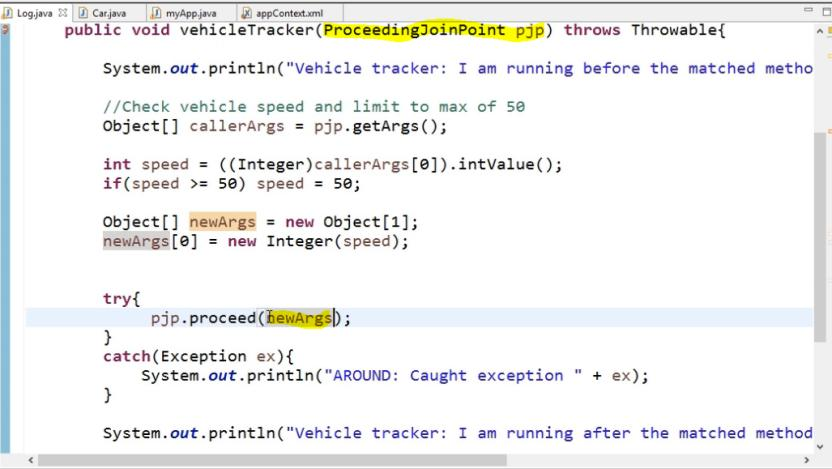 Log.java Car.java myApp.java appContext.xml
public void vehicleTracker(ProceedingJoinPoint pjp) throws Throwable{
System.out.println("Vehicle tracker: I am running before the matched metho
//Check vehicle speed and limit to max of 50
Object[] callerArgs = pjp.getArgs();
int speed = ((Integer)callerArgs[0]).intValue();
if(speed >= 50) speed = 50;
Object[] newArgs = new Object[1];
newArgs[0] = new Integer(speed);
try{
pjp.proceed(newArgs);
}
catch(Exception ex){
System.out.println("AROUND: Caught exception " + ex);
}
System.out.println("Vehicle tracker: I am running after the matched method